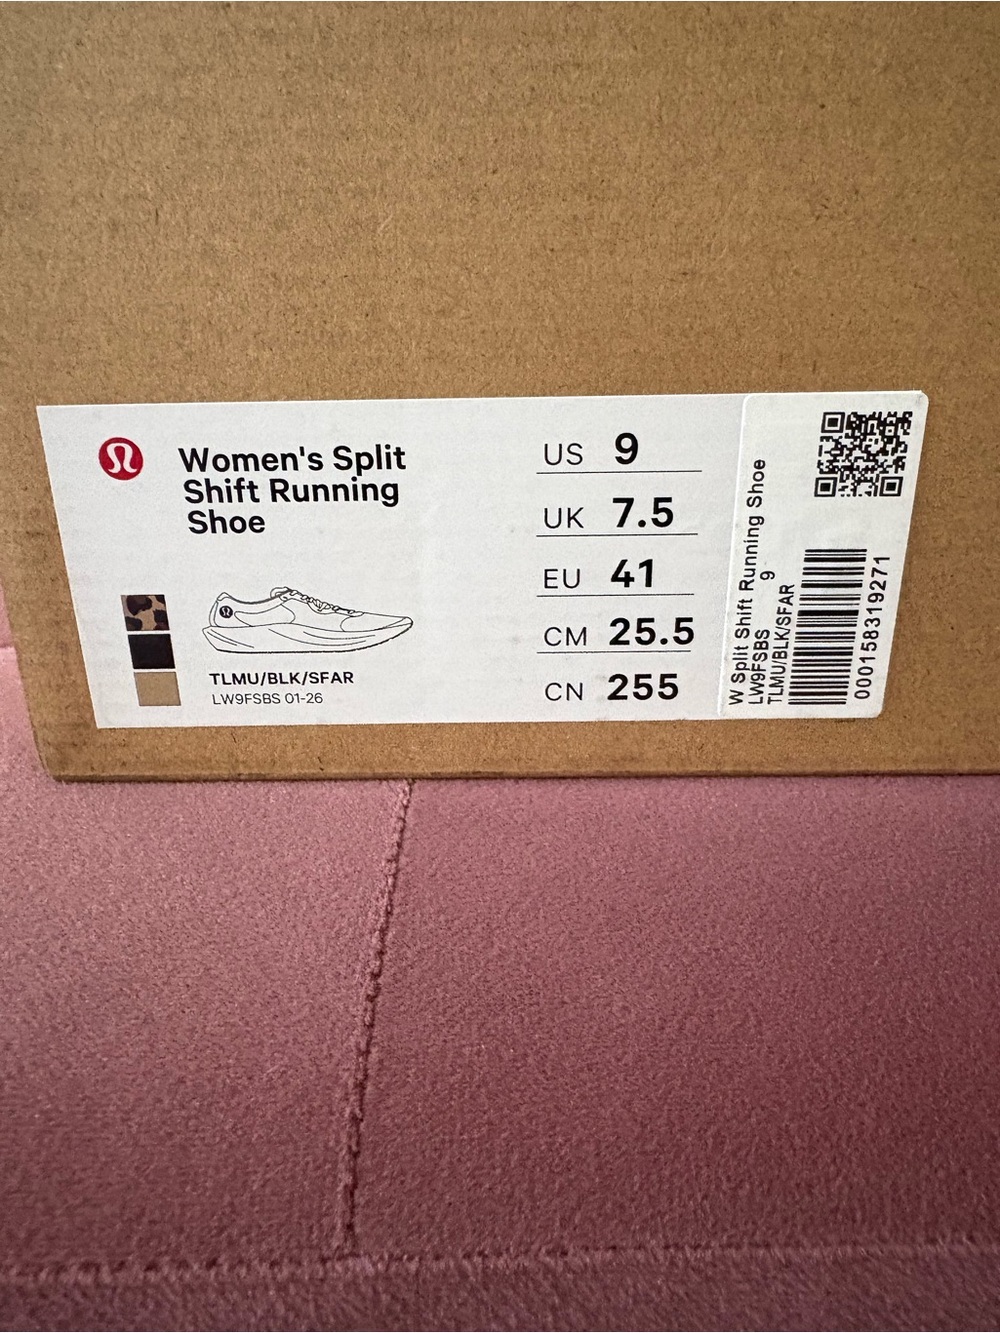 Women's Split
Shift Running
Shoe
TLMU/BLK/SFAR
LW9FSBS 01-26
US 9
UK 7.5
EU 41
CM 25.5
CN 255
W Split Shift Running Shoe
LW9FSBS 9
TLMU/BLK/SFAR
000158319271